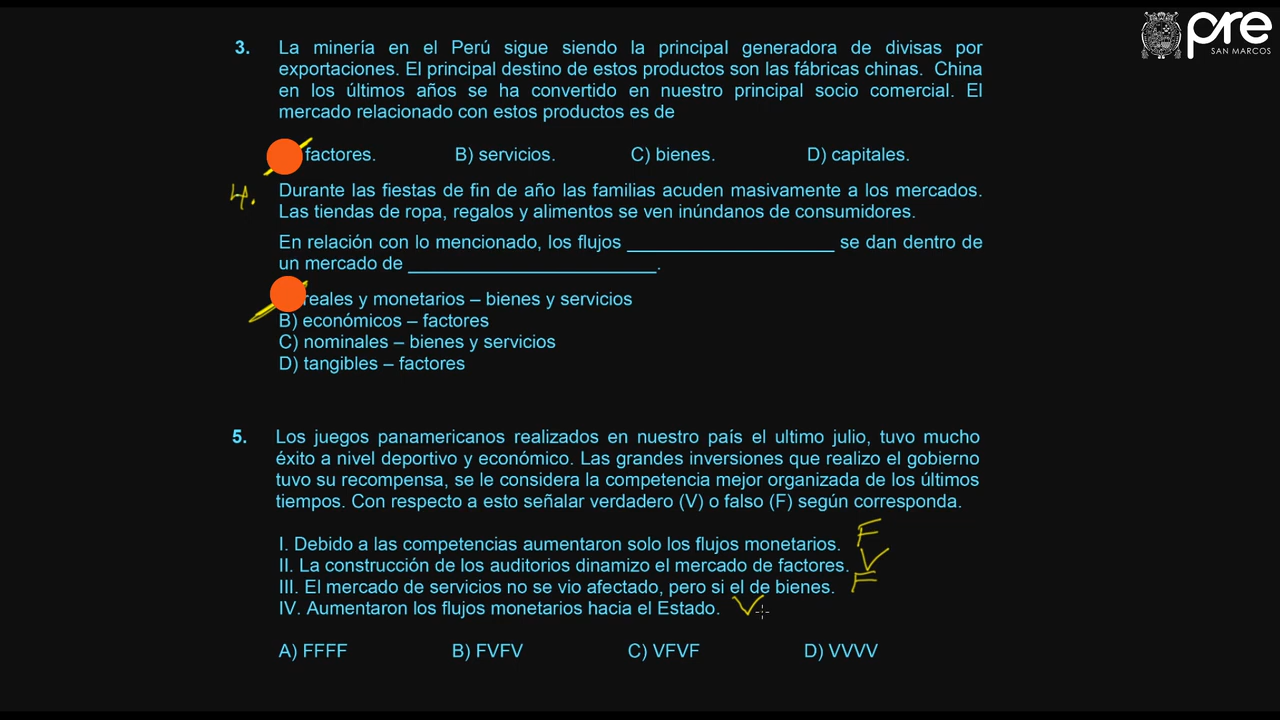 pre
SAN MARCOS
3. La minería en el Perú sigue siendo la principal generadora de divisas por
exportaciones. El principal destino de estos productos son las fábricas chinas. China
en los últimos años se ha convertido en nuestro principal socio comercial. El
mercado relacionado con estos productos es de
factores. B) servicios. C) bienes. D) capitales.
4. Durante las fiestas de fin de año las familias acuden masivamente a los mercados.
Las tiendas de ropa, regalos y alimentos se ven inúndanos de consumidores.
En relación con lo mencionado, los flujos ____________________ se dan dentro de
un mercado de ________________________.
reales y monetarios – bienes y servicios
B) económicos – factores
C) nominales – bienes y servicios
D) tangibles – factores
5. Los juegos panamericanos realizados en nuestro país el ultimo julio, tuvo mucho
éxito a nivel deportivo y económico. Las grandes inversiones que realizo el gobierno
tuvo su recompensa, se le considera la competencia mejor organizada de los últimos
tiempos. Con respecto a esto señalar verdadero (V) o falso (F) según corresponda.
I. Debido a las competencias aumentaron solo los flujos monetarios. F
II. La construcción de los auditorios dinamizo el mercado de factores. V
III. El mercado de servicios no se vio afectado, pero si el de bienes. F
IV. Aumentaron los flujos monetarios hacia el Estado. V
A) FFFF B) FVFV C) VFVF D) VVVV